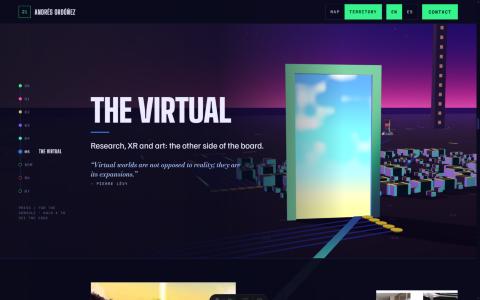 21 ANDRÉS ORDÓÑEZ
MAP TERRITORY EN ES CONTACT
THE VIRTUAL
Research, XR and art: the other side of the board.
"Virtual worlds are not opposed to reality; they are
its expansions."
— PIERRE LÉVY
THE VIRTUAL